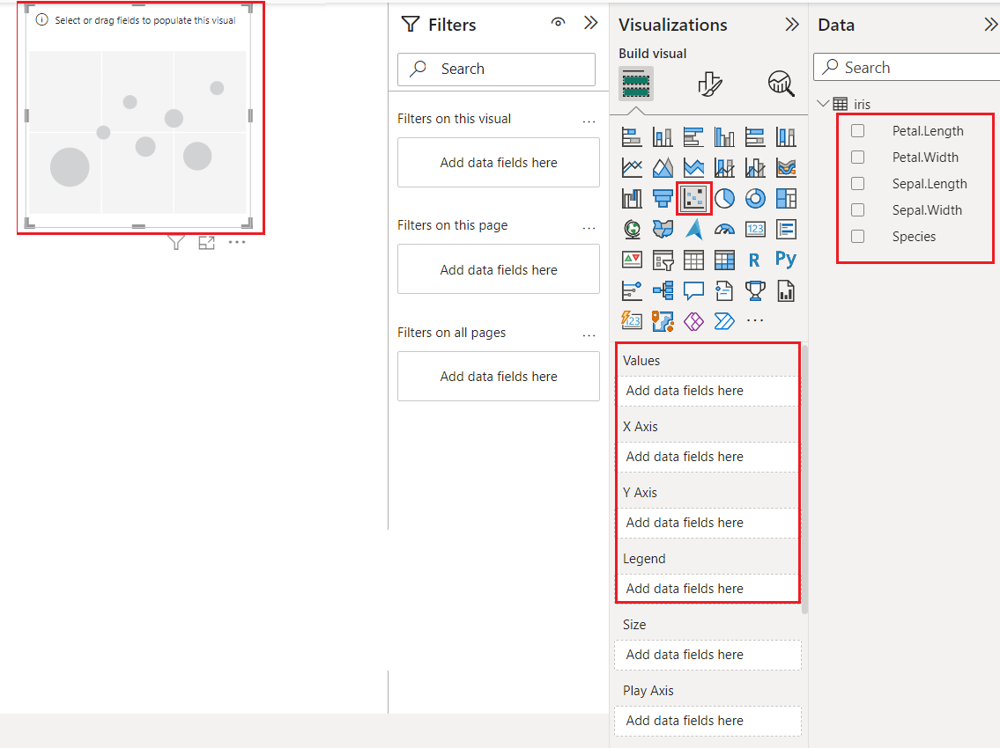 Select or drag fields to populate this visual
Filters
Search
Filters on this visual
...
Add data fields here
Filters on this page
...
Add data fields here
Filters on all pages
...
Add data fields here
Visualizations
Build visual
123
R
Py
123
...
Values
Add data fields here
X Axis
Add data fields here
Y Axis
Add data fields here
Legend
Add data fields here
Size
Add data fields here
Play Axis
Add data fields here
Data
Search
iris
Petal.Length
Petal.Width
Sepal.Length
Sepal.Width
Species